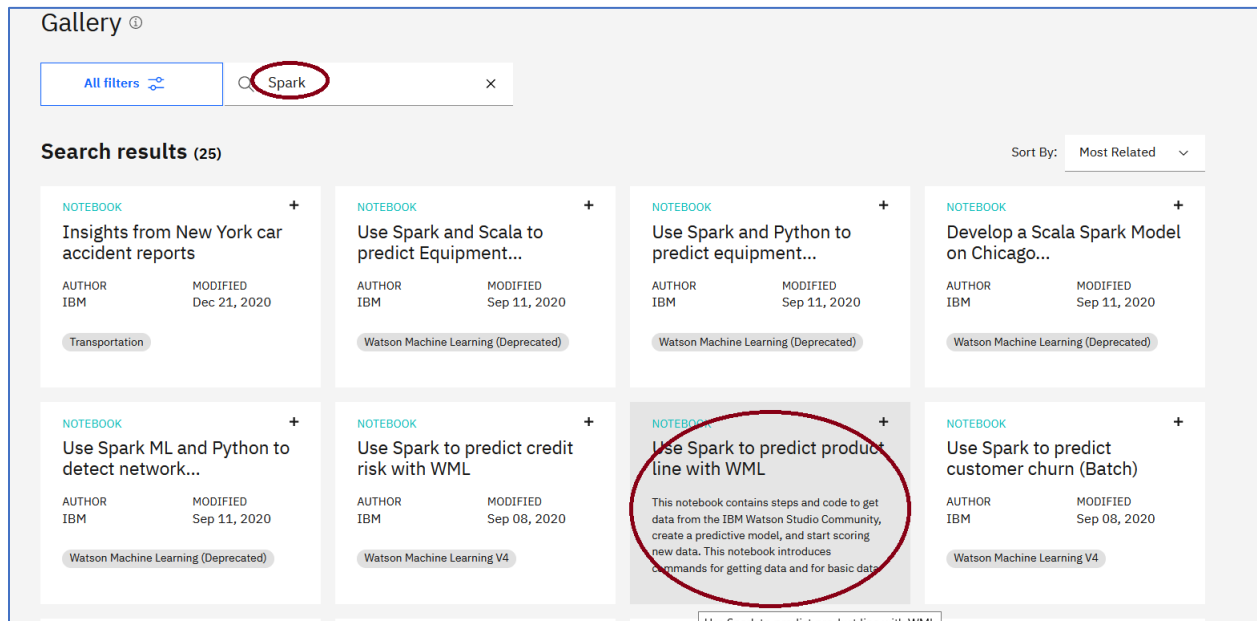 Gallery
All filters
Spark
Search results (25)
Sort By: Most Related
NOTEBOOK
Insights from New York car
accident reports
AUTHOR MODIFIED
IBM Dec 21, 2020
Transportation
NOTEBOOK
Use Spark and Scala to
predict Equipment...
AUTHOR MODIFIED
IBM Sep 11, 2020
Watson Machine Learning (Deprecated)
NOTEBOOK
Use Spark and Python to
predict equipment...
AUTHOR MODIFIED
IBM Sep 11, 2020
Watson Machine Learning (Deprecated)
NOTEBOOK
Develop a Scala Spark Model
on Chicago...
AUTHOR MODIFIED
IBM Sep 11, 2020
Watson Machine Learning (Deprecated)
NOTEBOOK
Use Spark ML and Python to
detect network...
AUTHOR MODIFIED
IBM Sep 11, 2020
Watson Machine Learning (Deprecated)
NOTEBOOK
Use Spark to predict credit
risk with WML
AUTHOR MODIFIED
IBM Sep 08, 2020
Watson Machine Learning V4
NOTEBOOK
Use Spark to predict product
line with WML
This notebook contains steps and code to get
data from the IBM Watson Studio Community,
create a predictive model, and start scoring
new data. This notebook introduces
commands for getting data and for basic data
NOTEBOOK
Use Spark to predict
customer churn (Batch)
AUTHOR MODIFIED
IBM Sep 08, 2020
Watson Machine Learning V4
Use Spark to predict product line with WML